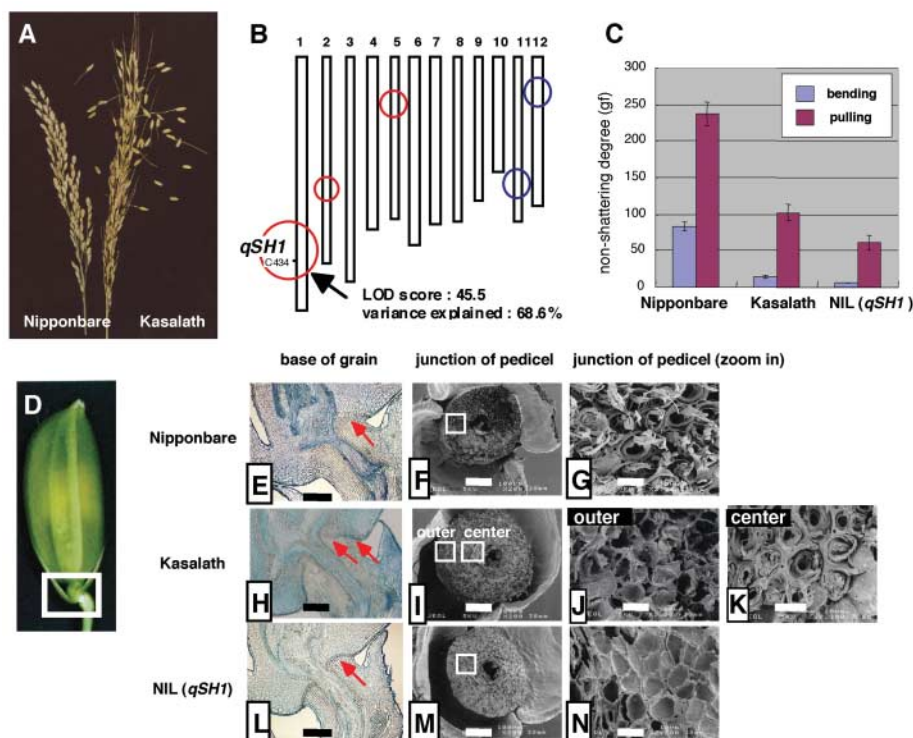 A
Nipponbare Kasalath
B
1 2 3 4 5 6 7 8 9 10 11 12
qSH1
C434
LOD score : 45.5
variance explained : 68.6%
C
non-shattering degree (gf)
300
250
200
150
100
50
0
bending
pulling
Nipponbare Kasalath NIL (qSH1)
D
base of grain junction of pedicel junction of pedicel (zoom in)
Nipponbare
E F G
Kasalath
outer center outer center
H I J K
NIL (qSH1)
L M N